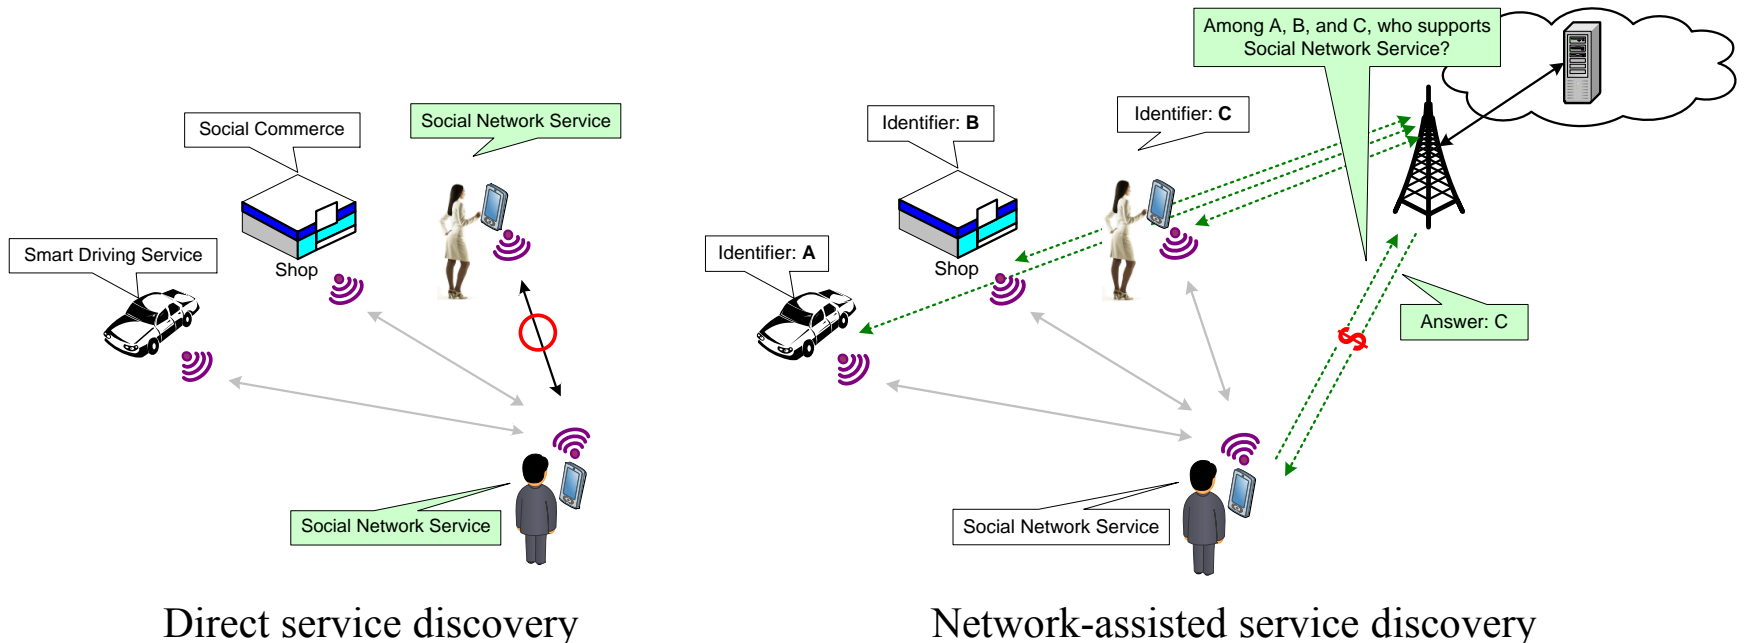 Social Commerce
Social Network Service
Smart Driving Service
Shop
Social Network Service
Direct service discovery
Among A, B, and C, who supports
Social Network Service?
Identifier: B
Identifier: C
Identifier: A
Shop
$
Answer: C
Social Network Service
Network-assisted service discovery